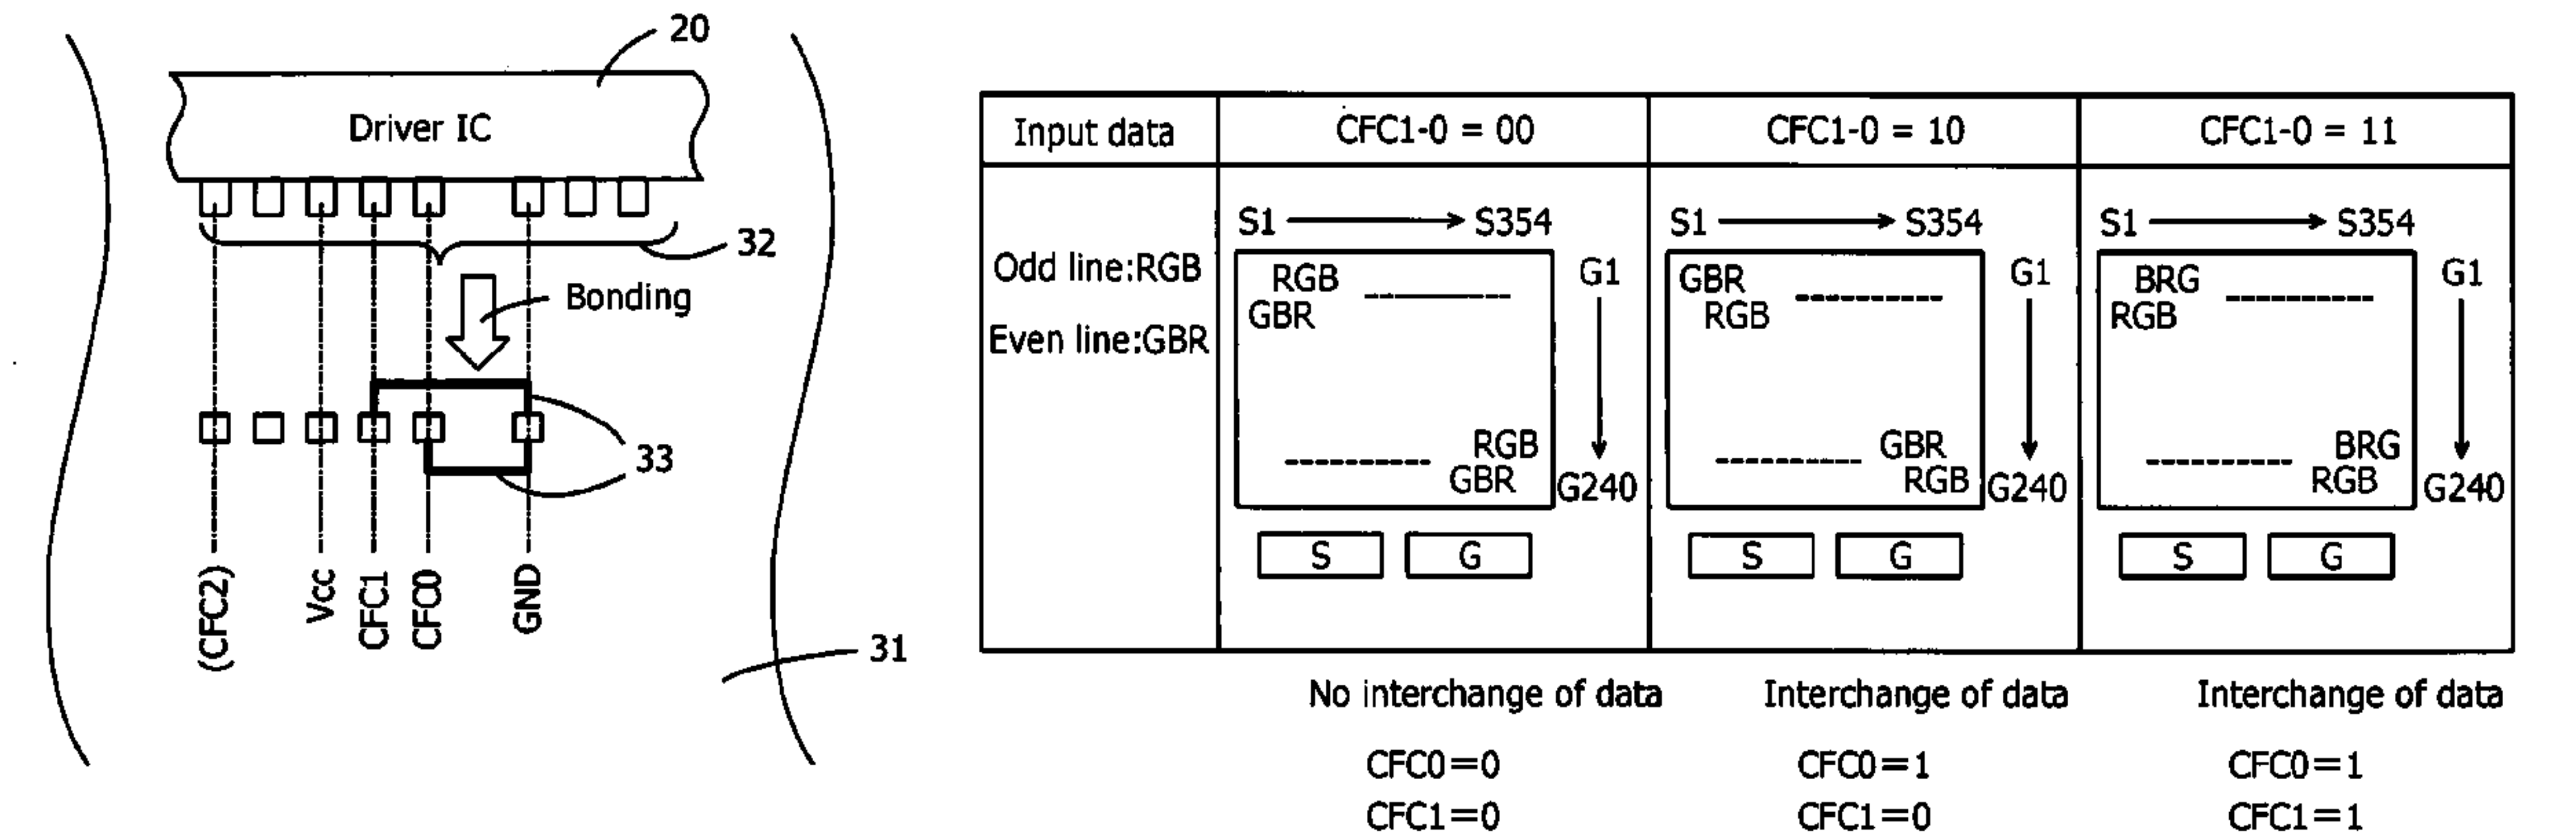 20
Driver IC
32
Bonding
33
(CFC2)
Vcc
CFC1
CFC0
GND
31
Input data
CFC1-0 = 00
CFC1-0 = 10
CFC1-0 = 11
Odd line:RGB
Even line:GBR
S1
S354
RGB
GBR
G1
RGB
GBR
G240
S
G
S1
S354
GBR
RGB
G1
GBR
RGB
G240
S
G
S1
S354
BRG
RGB
G1
BRG
RGB
G240
S
G
No interchange of data
Interchange of data
Interchange of data
CFC0=0
CFC0=1
CFC0=1
CFC1=0
CFC1=0
CFC1=1